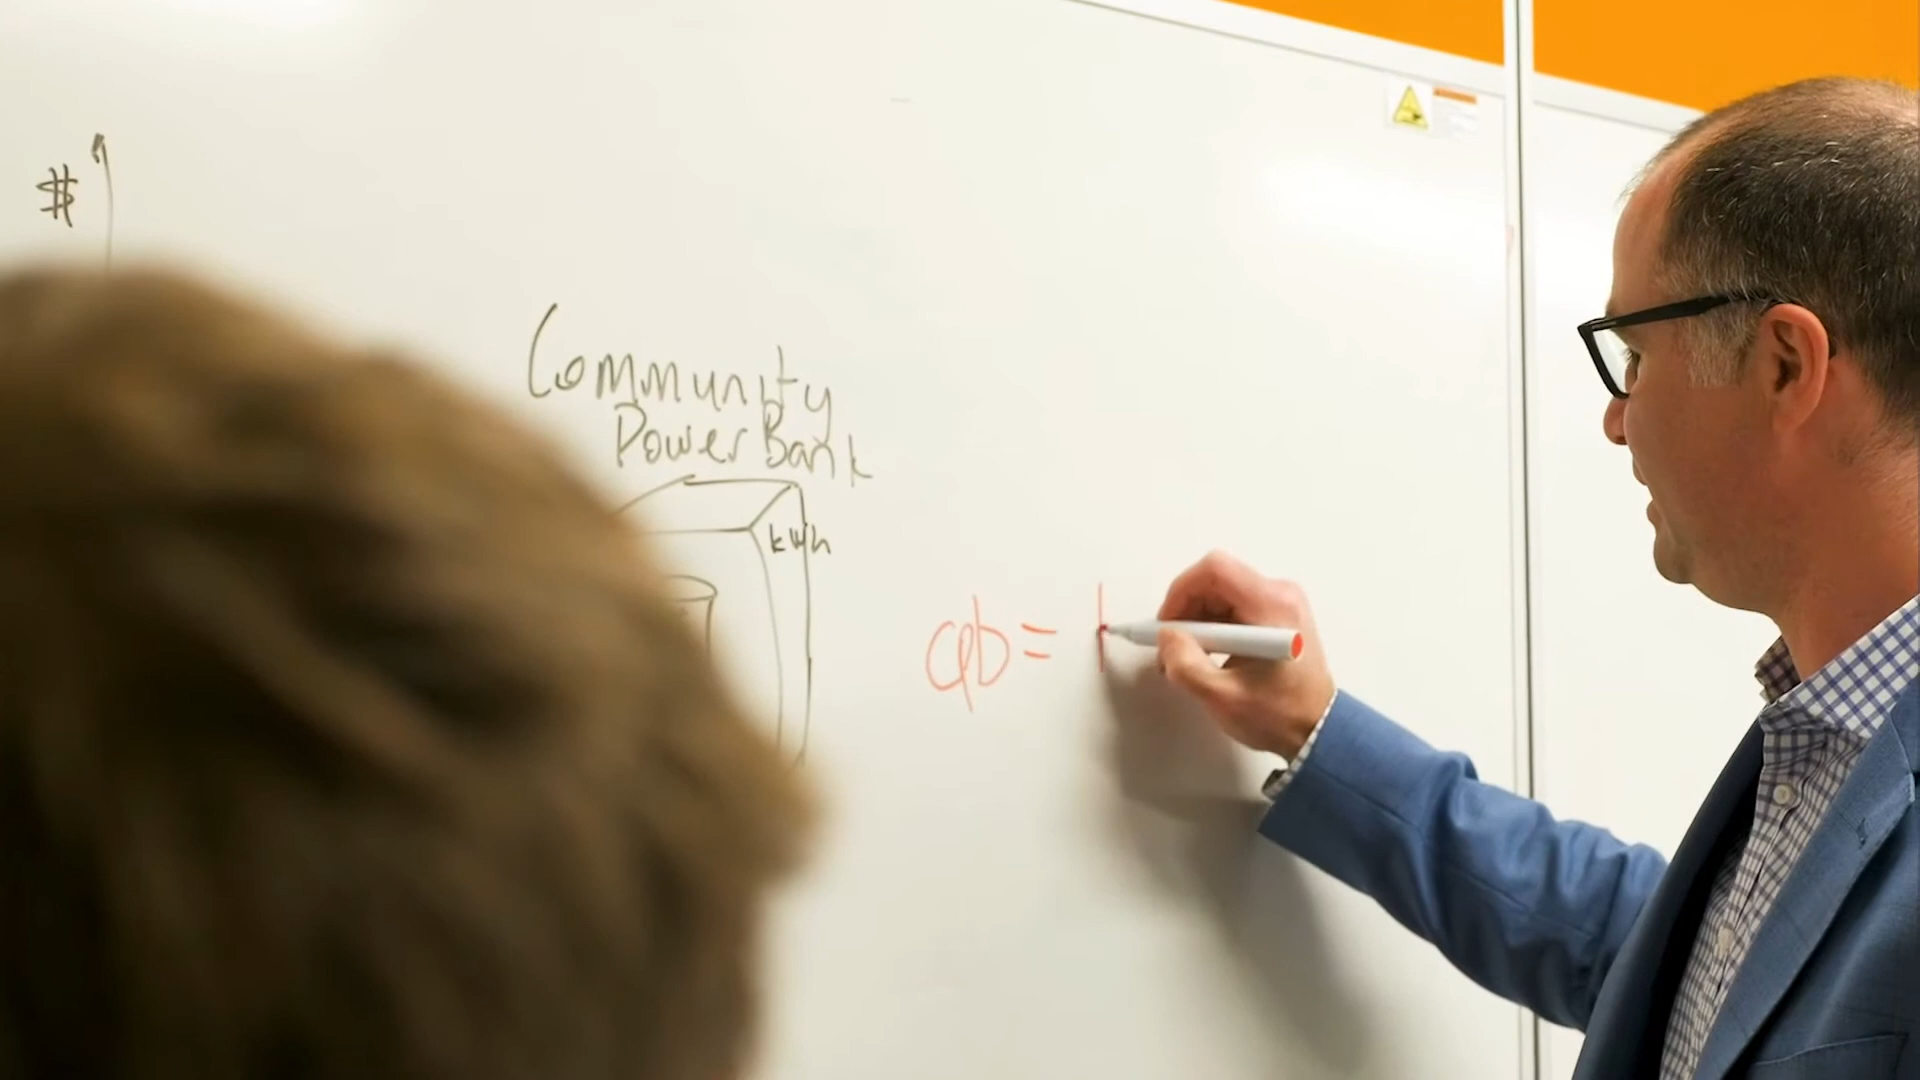 $
Community
Power Bank
kWh
cpb =